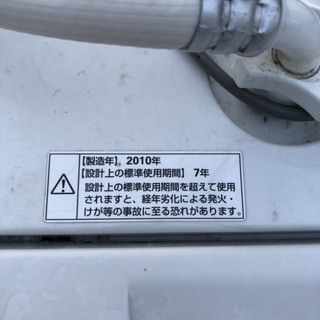 【製造年】 2010年
【設計上の標準使用期間】 7年
設計上の標準使用期間を超えて使用
されますと、経年劣化による発火・
けが等の事故に至る恐れがあります。